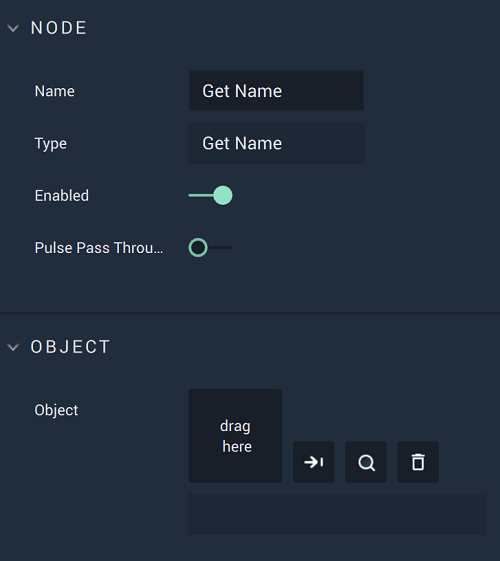 NODE
Name Get Name
Type Get Name
Enabled
Pulse Pass Throu...
OBJECT
Object
drag
here